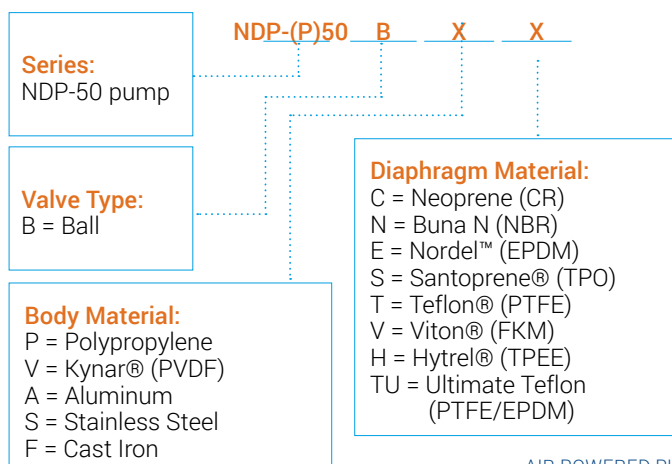 NDP-(P)50 B X X
Series:
NDP-50 pump
Valve Type:
B = Ball
Body Material:
P = Polypropylene
V = Kynar® (PVDF)
A = Aluminum
S = Stainless Steel
F = Cast Iron
Diaphragm Material:
C = Neoprene (CR)
N = Buna N (NBR)
E = Nordel™ (EPDM)
S = Santoprene® (TPO)
T = Teflon® (PTFE)
V = Viton® (FKM)
H = Hytrel® (TPEE)
TU = Ultimate Teflon
(PTFE/EPDM)
AIR POWERED